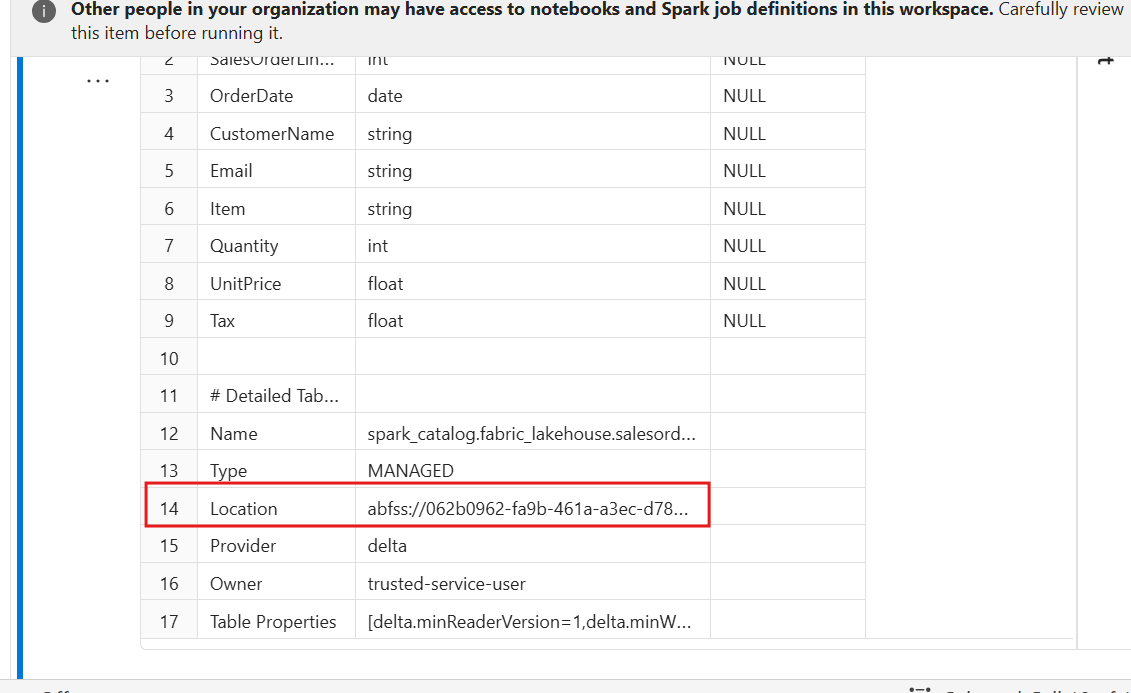 Other people in your organization may have access to notebooks and Spark job definitions in this workspace. Carefully review
this item before running it.
2 SalesOrderLin... int NULL
3 OrderDate date NULL
4 CustomerName string NULL
5 Email string NULL
6 Item string NULL
7 Quantity int NULL
8 UnitPrice float NULL
9 Tax float NULL
10
11 # Detailed Tab...
12 Name spark_catalog.fabric_lakehouse.salesord...
13 Type MANAGED
14 Location abfss://062b0962-fa9b-461a-a3ec-d78...
15 Provider delta
16 Owner trusted-service-user
17 Table Properties [delta.minReaderVersion=1,delta.minW...